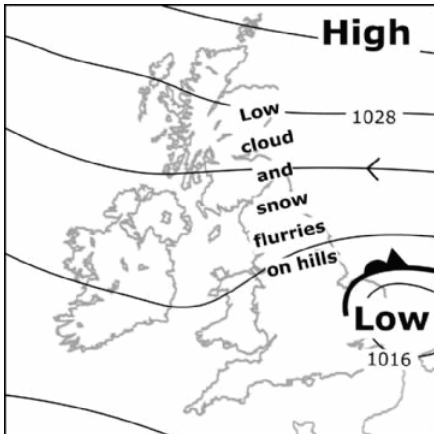 High
1028
Low
cloud
and
snow
flurries
on hills
Low
1016